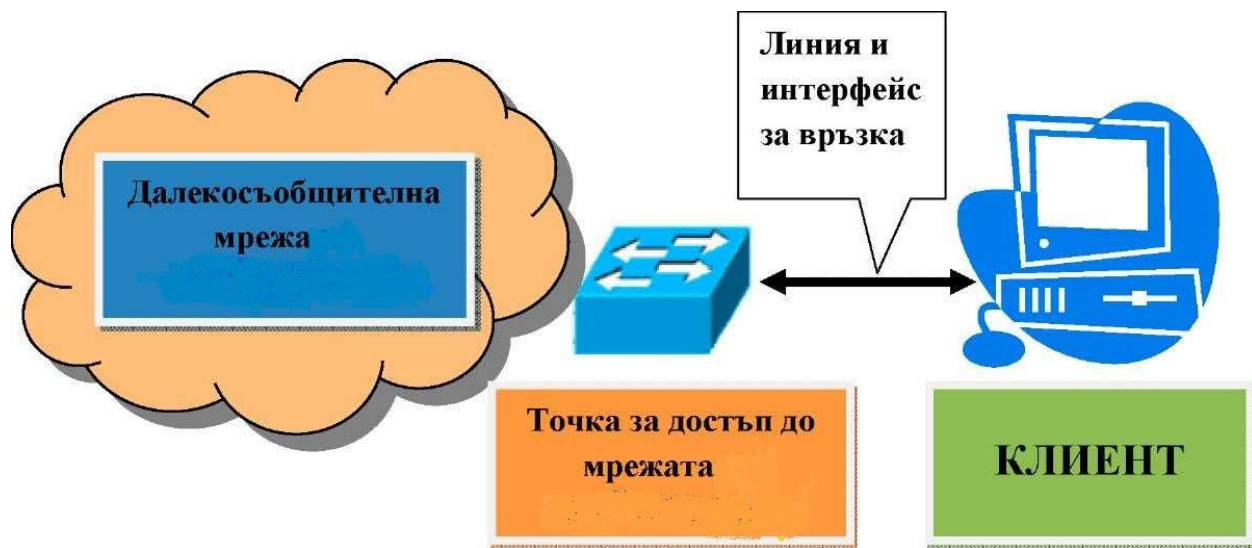 Линия и
интерфейс
за връзка
Далекосъобщителна
мрежа
Точка за достъп до
мрежата
КЛИЕНТ